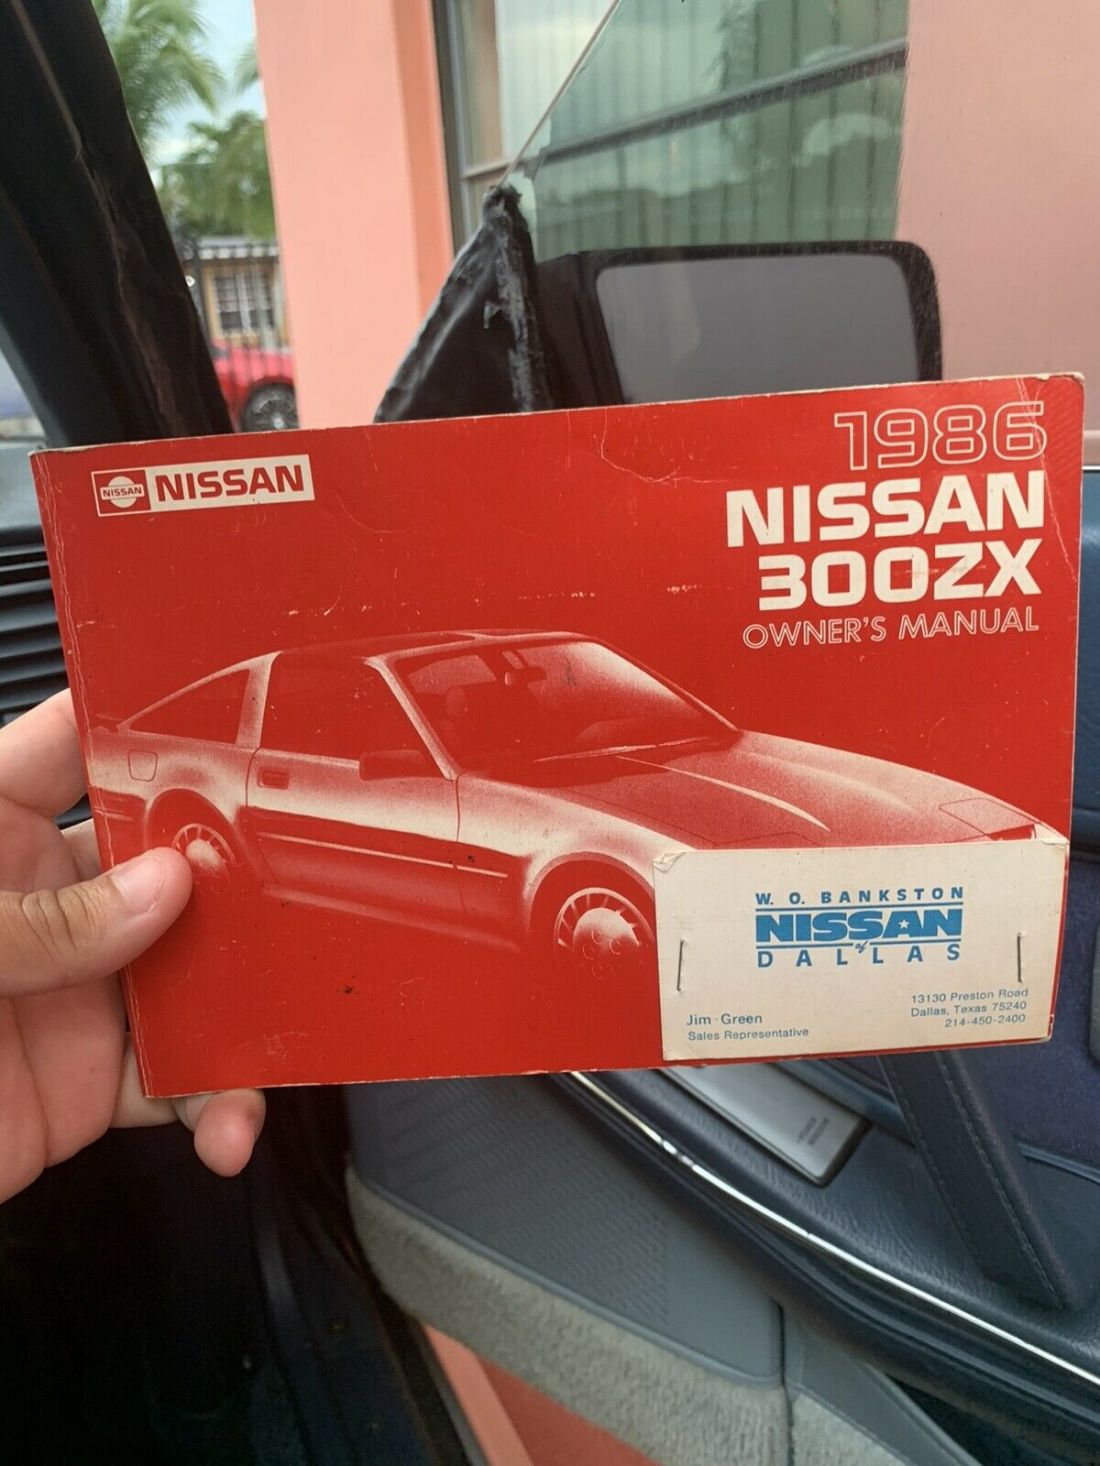 NISSAN
NISSAN
1986
NISSAN
300ZX
OWNER'S MANUAL
W. O. BANKSTON
NISSAN
of
DALLAS
Jim Green
Sales Representative
13130 Preston Road
Dallas, Texas 75240
214-450-2400